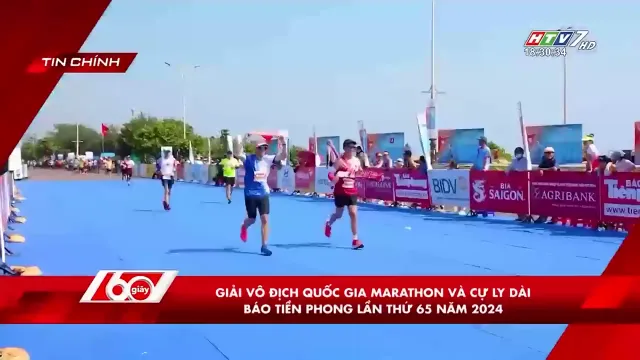 TIN CHÍNH
HTV7 HD
18:30:34
BIDV
BIA SAIGON
AGRIBANK
60 giây
GIẢI VÔ ĐỊCH QUỐC GIA MARATHON VÀ CỰ LY DÀI
BÁO TIỀN PHONG LẦN THỨ 65 NĂM 2024